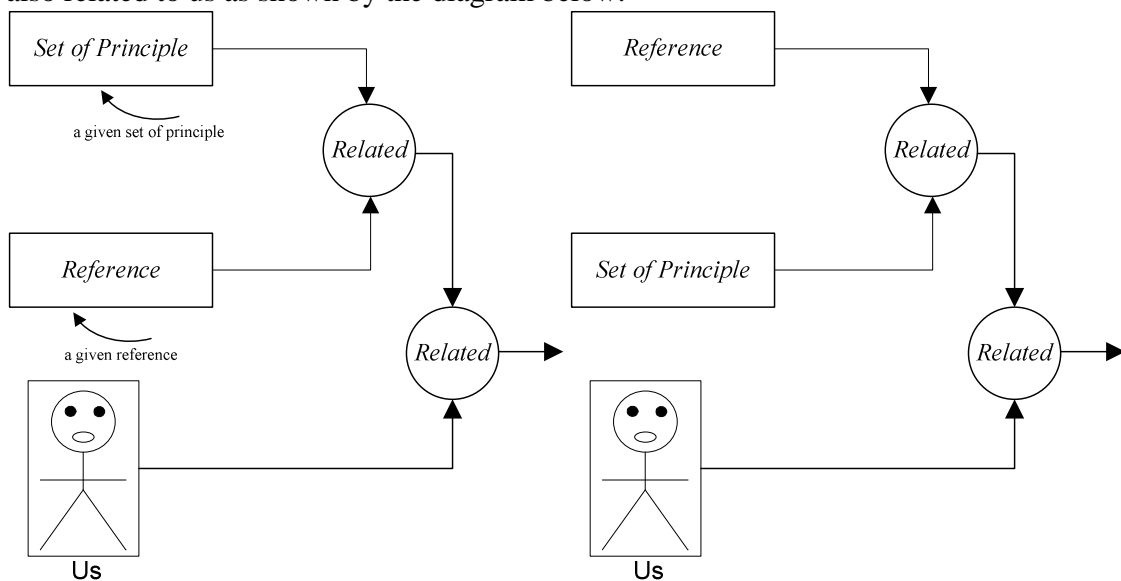 also related to us as shown by the diagram below.
Set of Principle
a given set of principle
Related
Reference
a given reference
Related
Us
Reference
Related
Set of Principle
Related
Us